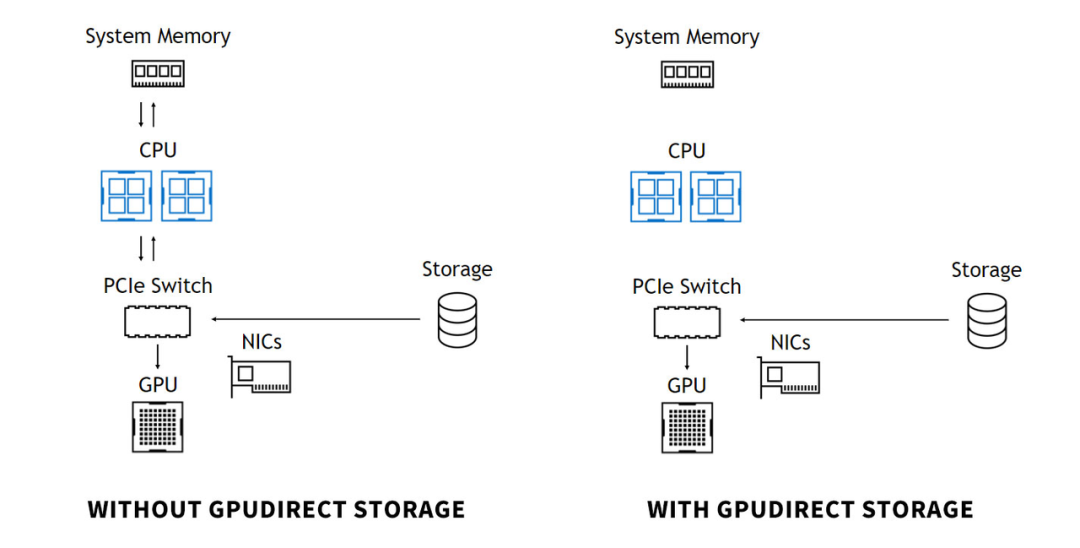 System Memory
CPU
PCIe Switch
Storage
NICs
GPU
WITHOUT GPUDIRECT STORAGE
System Memory
CPU
PCIe Switch
Storage
NICs
GPU
WITH GPUDIRECT STORAGE